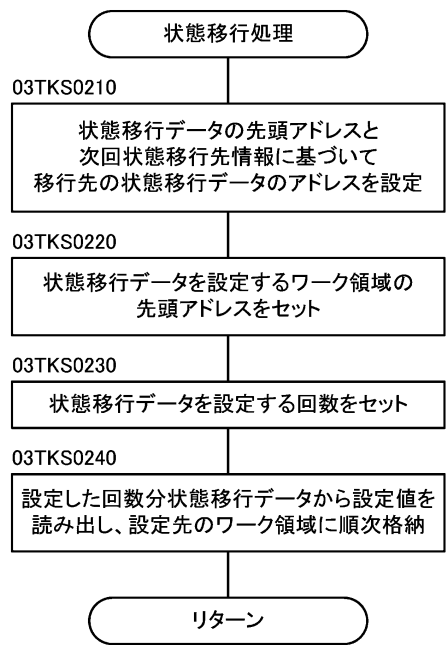 状態移行処理
03TKS0210
状態移行データの先頭アドレスと
次回状態移行先情報に基づいて
移行先の状態移行データのアドレスを設定
03TKS0220
状態移行データを設定するワーク領域の
先頭アドレスをセット
03TKS0230
状態移行データを設定する回数をセット
03TKS0240
設定した回数分状態移行データから設定値を
読み出し、設定先のワーク領域に順次格納
リターン